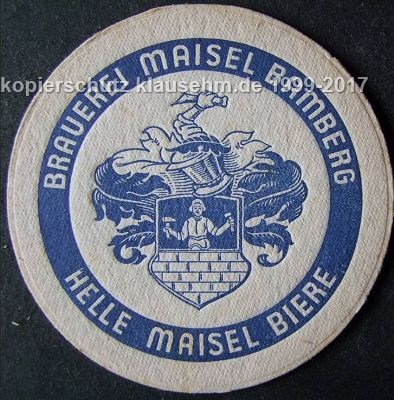 BRAUEREI MAISEL BAMBERG
kopierschutz klausehm.de 1999-2017
HELLE MAISEL BIERE